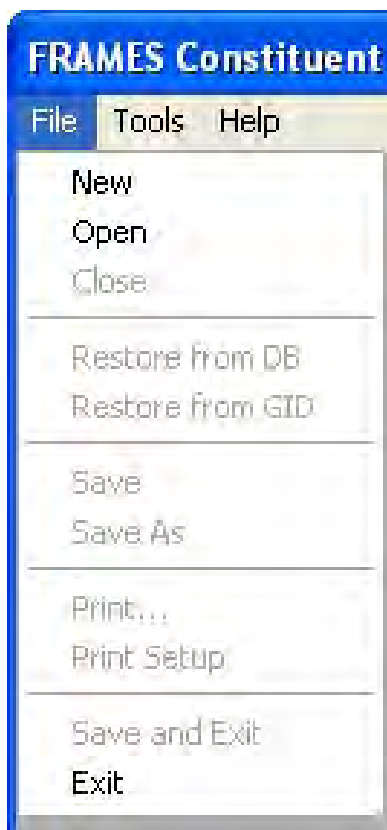 FRAMES Constituent
File Tools Help
New
Open
Close
Restore from DB
Restore from GID
Save
Save As
Print...
Print Setup
Save and Exit
Exit